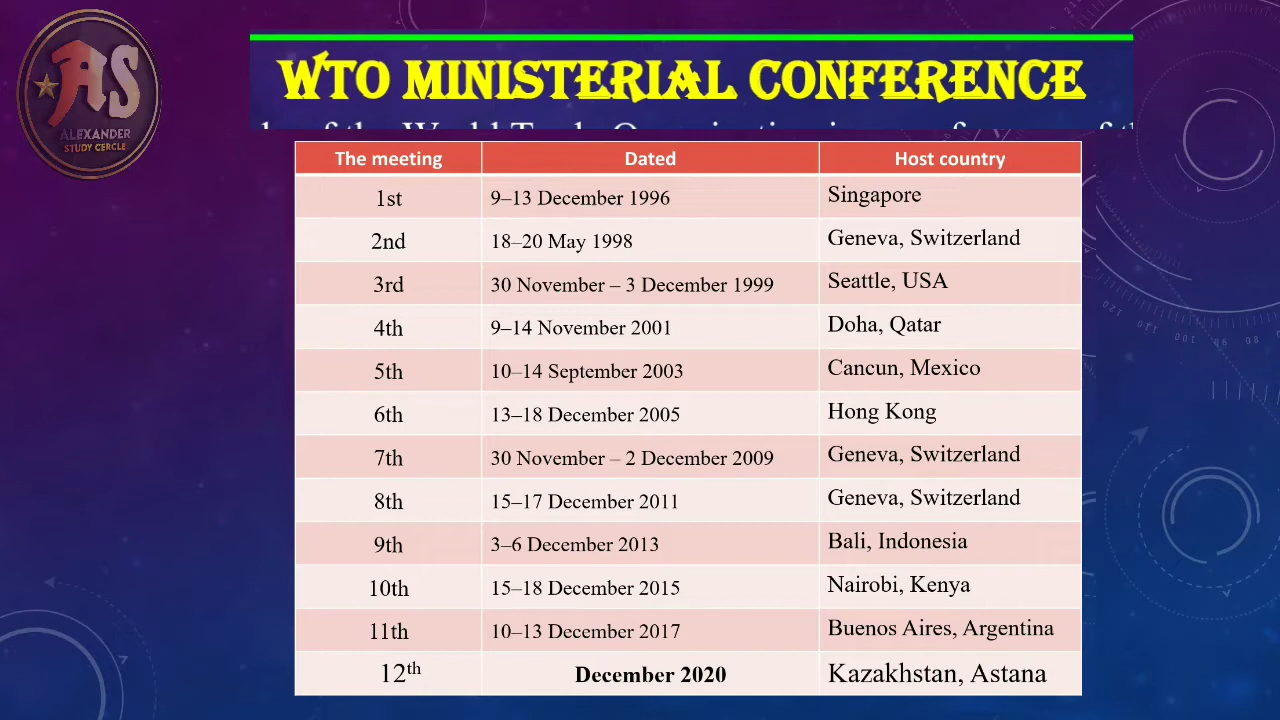 AS
ALEXANDER
STUDY CERCLE
WTO MINISTERIAL CONFERENCE
The meeting Dated Host country
1st 9–13 December 1996 Singapore
2nd 18–20 May 1998 Geneva, Switzerland
3rd 30 November – 3 December 1999 Seattle, USA
4th 9–14 November 2001 Doha, Qatar
5th 10–14 September 2003 Cancun, Mexico
6th 13–18 December 2005 Hong Kong
7th 30 November – 2 December 2009 Geneva, Switzerland
8th 15–17 December 2011 Geneva, Switzerland
9th 3–6 December 2013 Bali, Indonesia
10th 15–18 December 2015 Nairobi, Kenya
11th 10–13 December 2017 Buenos Aires, Argentina
12th December 2020 Kazakhstan, Astana